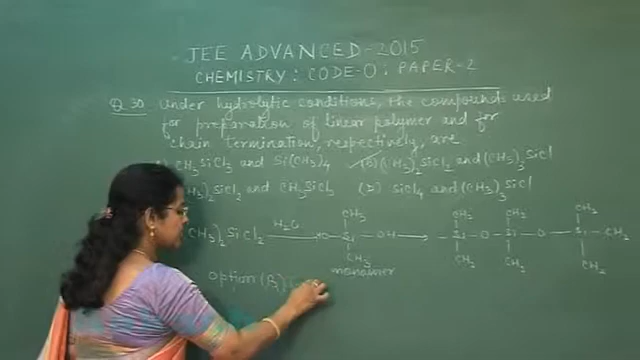 JEE ADVANCED-2015
CHEMISTRY: CODE-O: PAPER-2
Q 30. Under hydrolytic conditions, the compounds used
for preparation of linear polymer and for
chain termination, respectively, are
CH3SiCl3 and Si(CH3)4 (B) (CH3)2SiCl2 and (CH3)3SiCl
)2SiCl2 and CH3SiCl3 (D) SiCl4 and (CH3)3SiCl
CH3 CH3 CH3 CH3
CH3)2SiCl2 H2O HO Si OH Si O Si O Si CH3
CH3 CH3 CH3 CH3
monomer
Option (B)